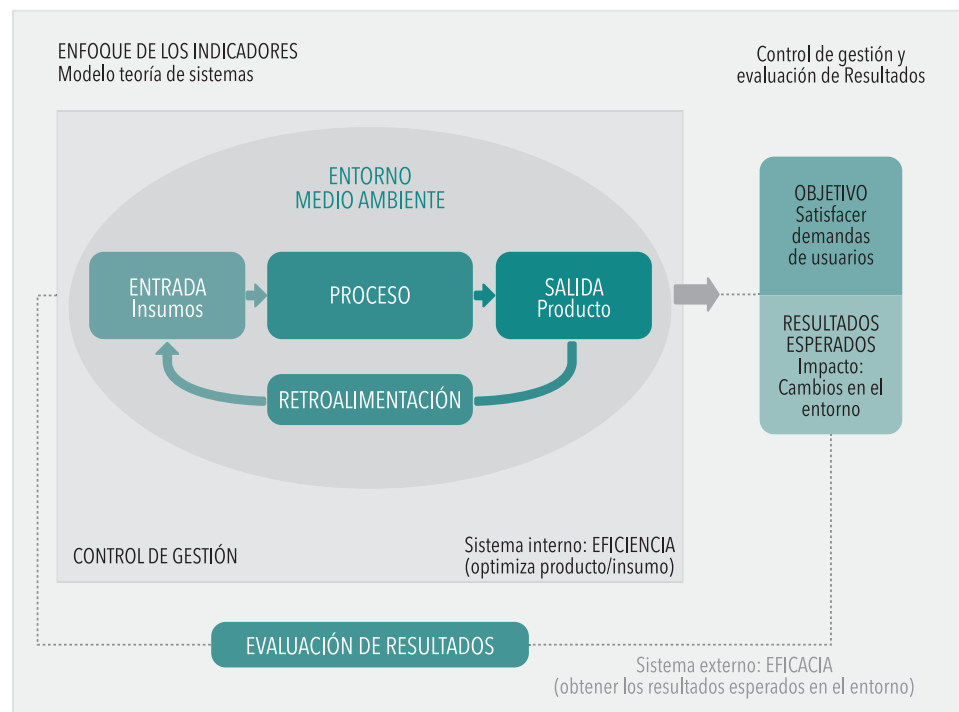 ENFOQUE DE LOS INDICADORES
Modelo teoría de sistemas
Control de gestión y
evaluación de Resultados
ENTORNO
MEDIO AMBIENTE
ENTRADA
Insumos
PROCESO
SALIDA
Producto
RETROALIMENTACIÓN
OBJETIVO
Satisfacer
demandas
de usuarios
RESULTADOS
ESPERADOS
Impacto:
Cambios en el
entorno
CONTROL DE GESTIÓN
Sistema interno: EFICIENCIA
(optimiza producto/insumo)
EVALUACIÓN DE RESULTADOS
Sistema externo: EFICACIA
(obtener los resultados esperados en el entorno)